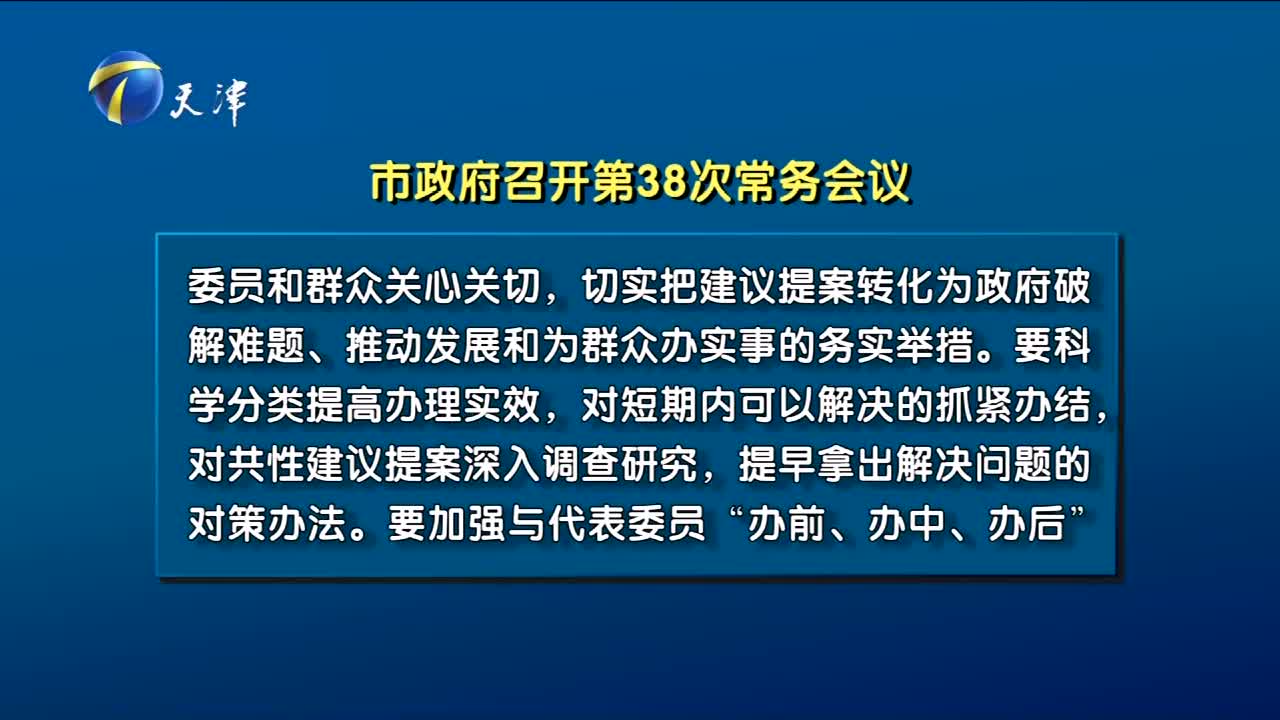 天津
市政府召开第38次常务会议
委员和群众关心关切，切实把建议提案转化为政府破
解难题、推动发展和为群众办实事的务实举措。要科
学分类提高办理实效，对短期内可以解决的抓紧办结，
对共性建议提案深入调查研究，提早拿出解决问题的
对策办法。要加强与代表委员“办前、办中、办后”